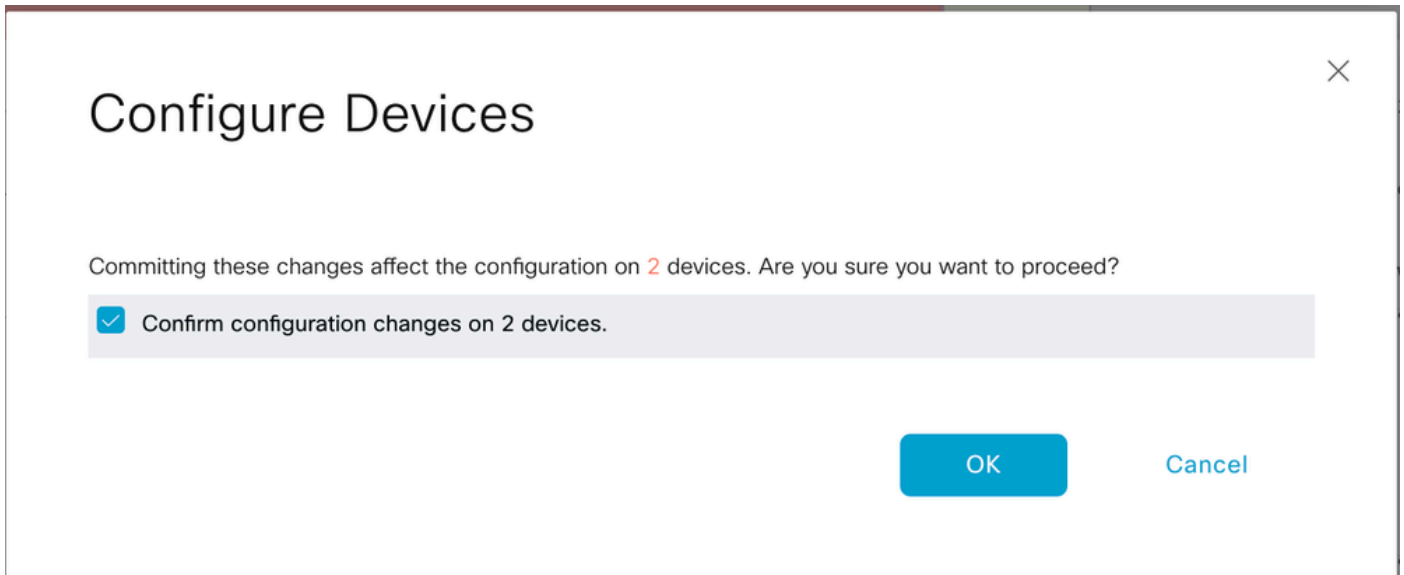 Configure Devices
Committing these changes affect the configuration on 2 devices. Are you sure you want to proceed?
Confirm configuration changes on 2 devices.
OK
Cancel